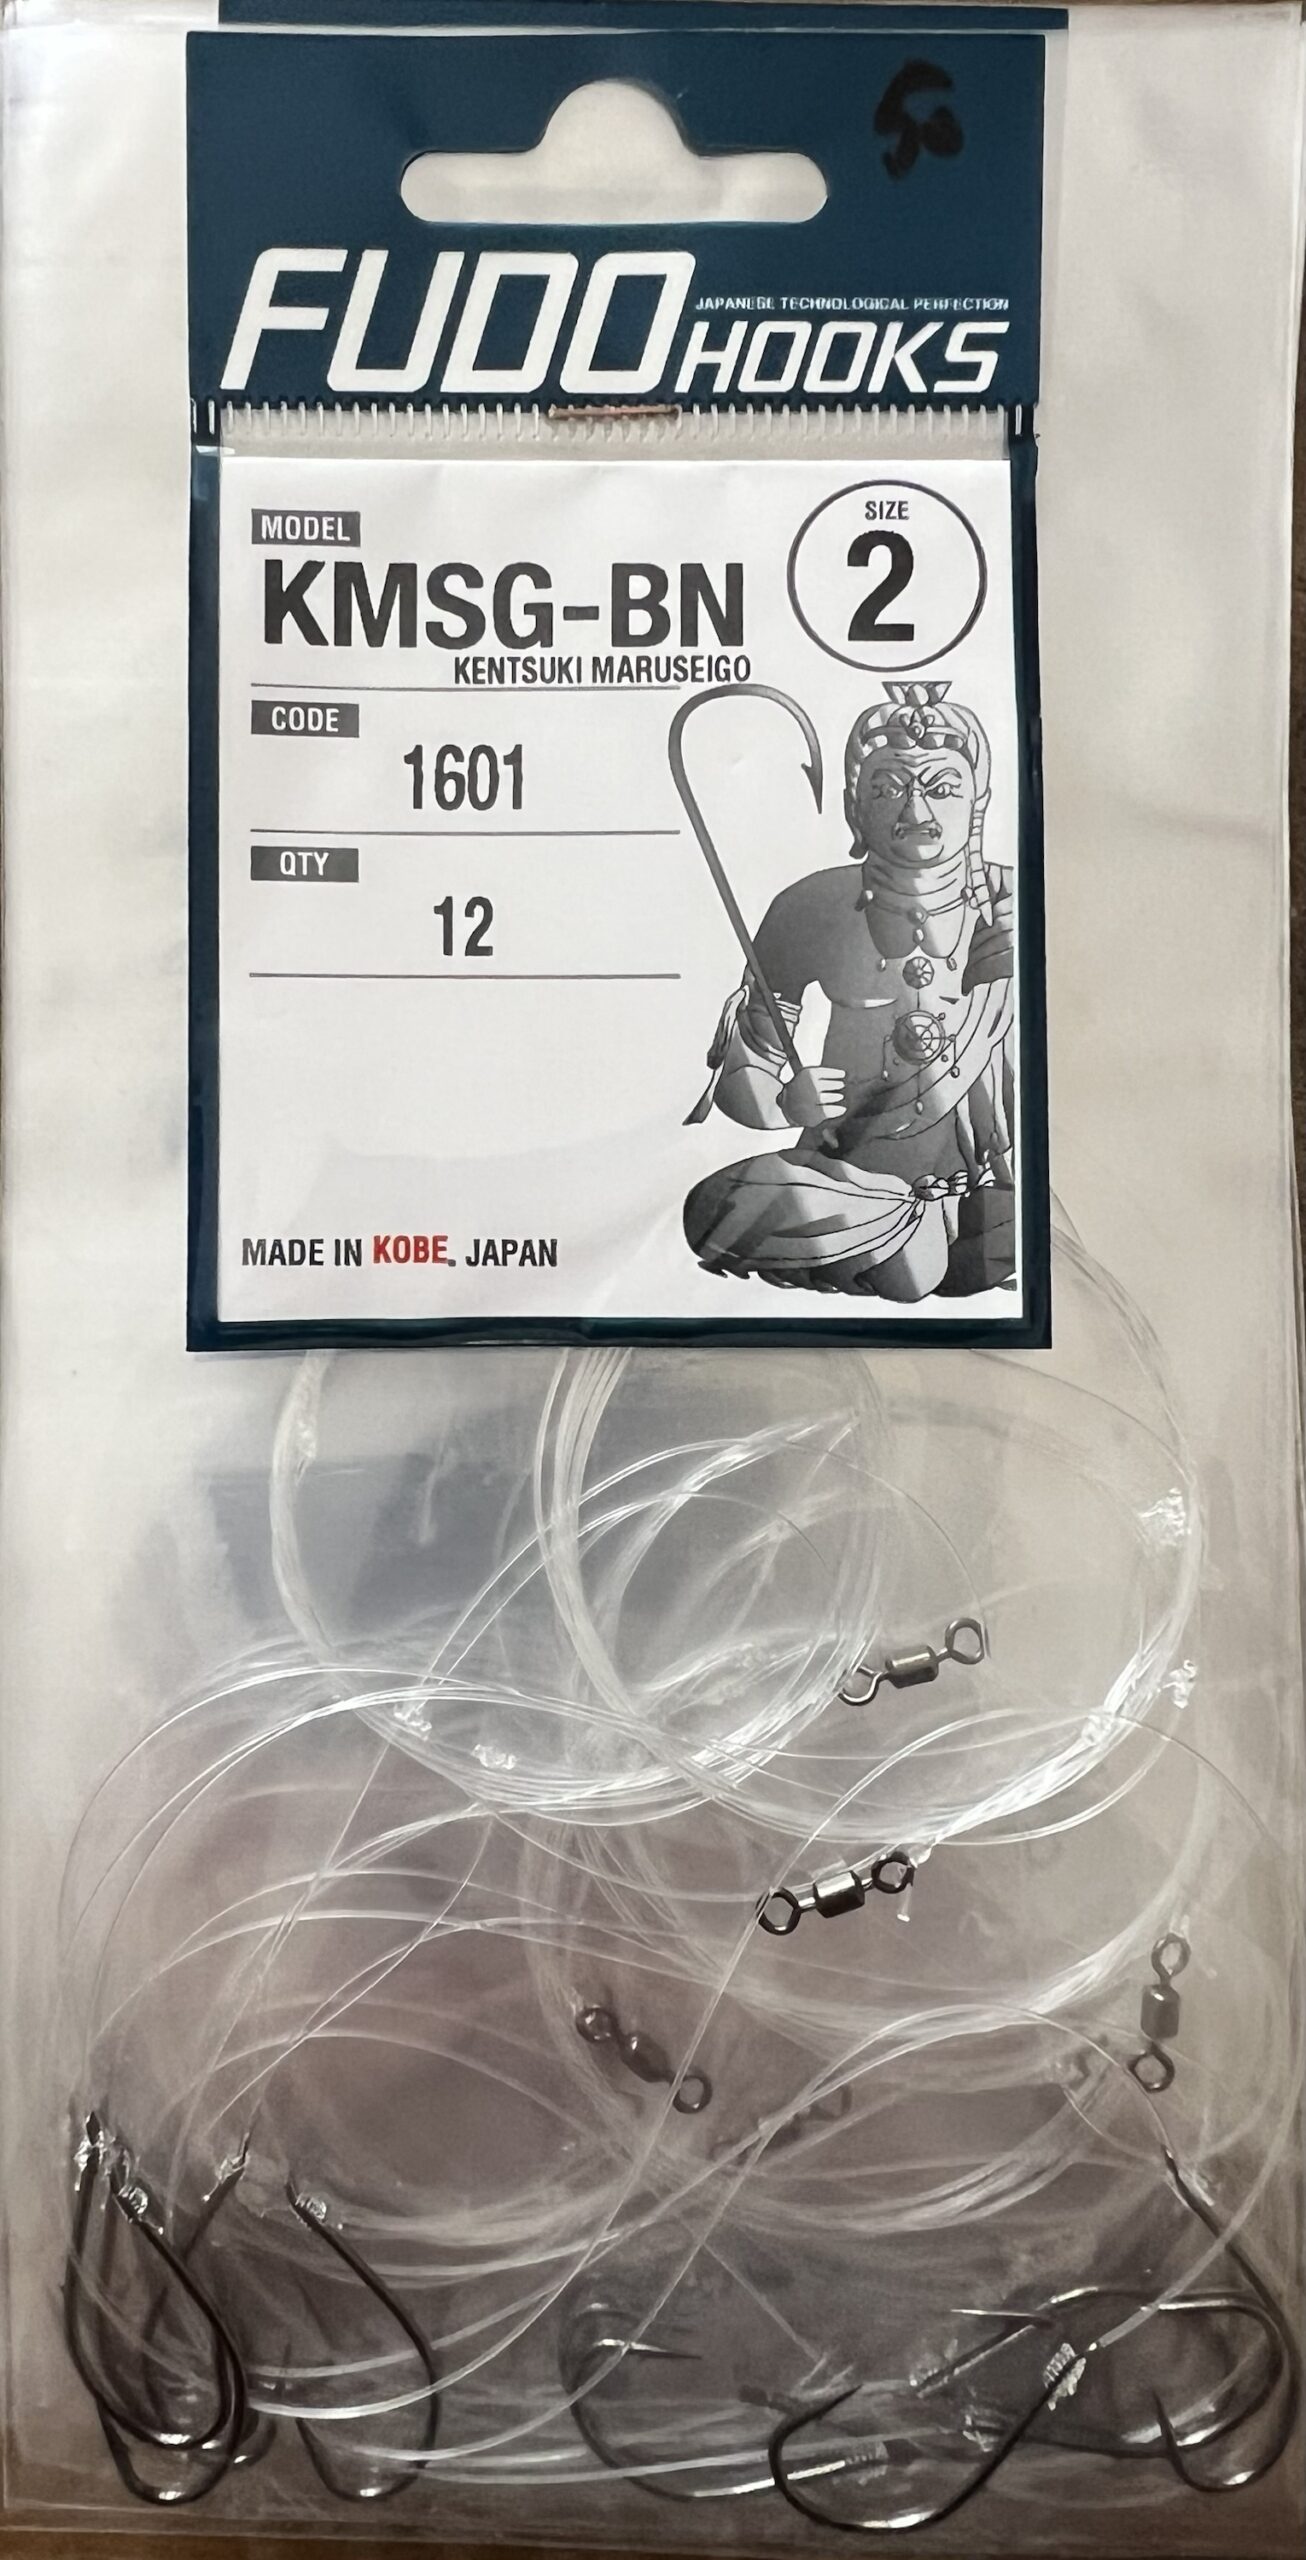 50
FUDO
JAPANESE TECHNOLOGICAL PERFECTION
HOOKS
MODEL
KMSG-BN
KENTSUKI MARUSEIGO
SIZE
2
CODE
1601
QTY
12
MADE IN KOBE. JAPAN